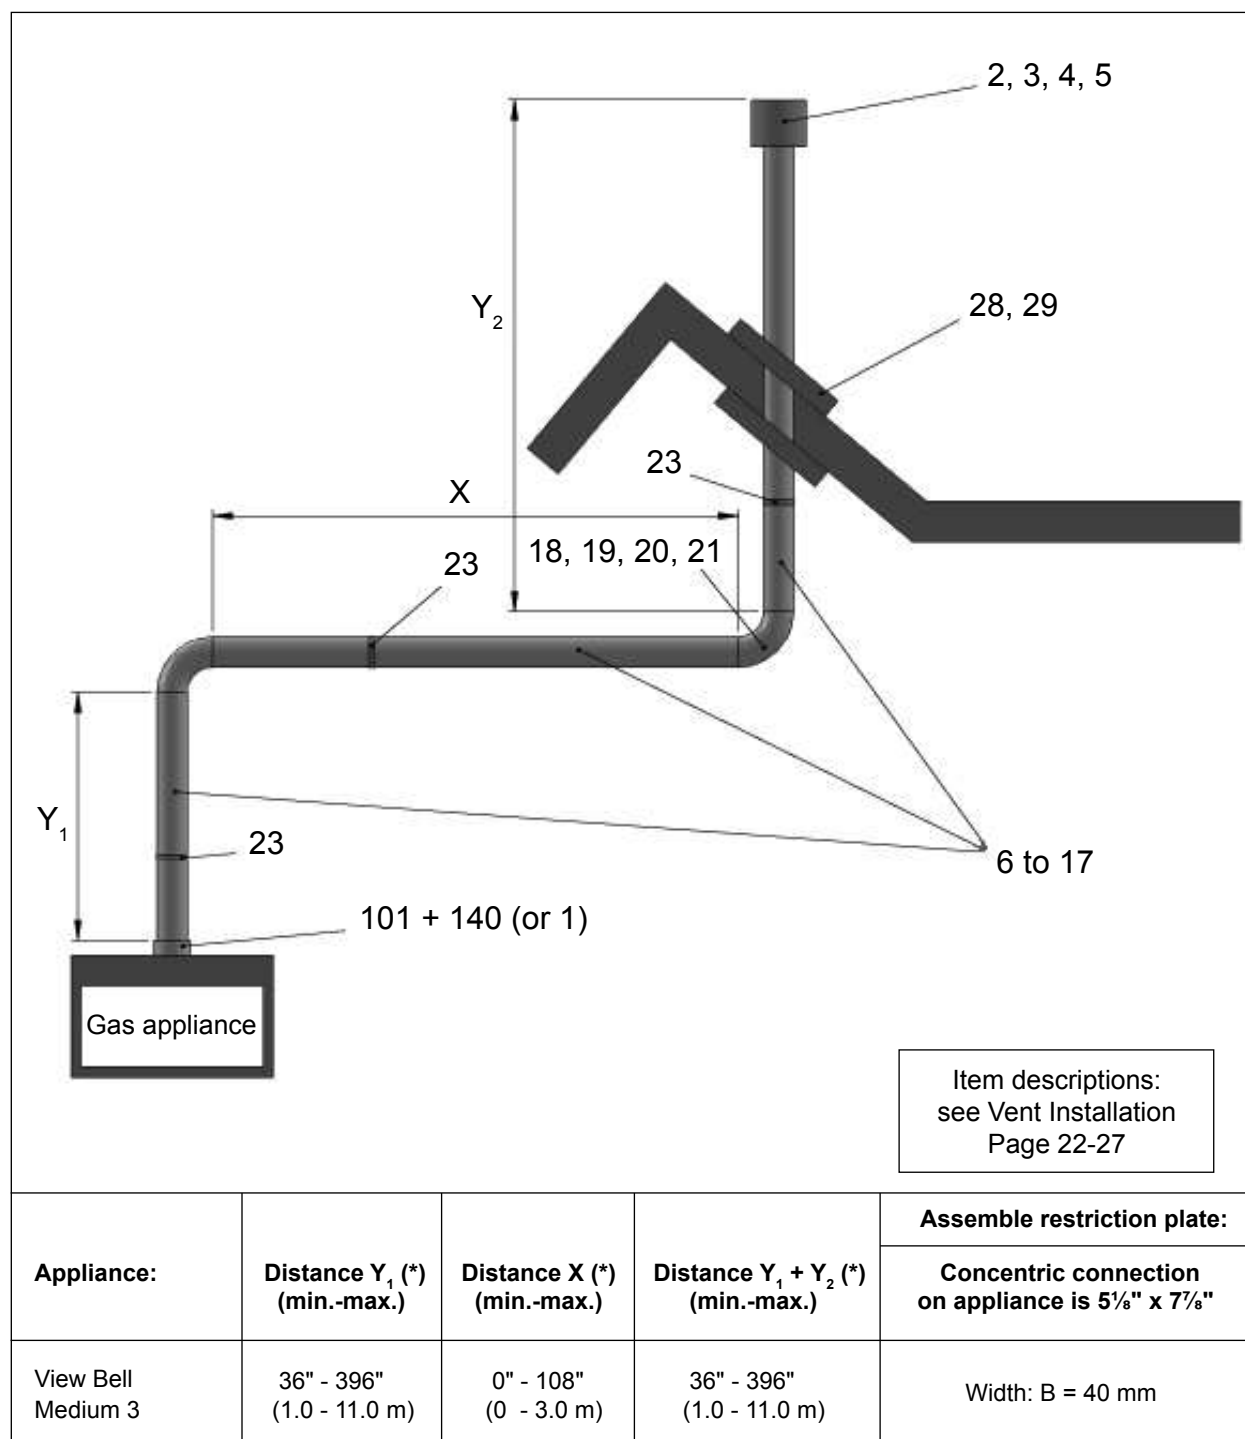 2, 3, 4, 5
Y2
28, 29
23
X
18, 19, 20, 21
23
Y1
23
6 to 17
101 + 140 (or 1)
Gas appliance
Item descriptions:
see Vent Installation
Page 22-27
Appliance:
Distance Y1 (*)
(min.-max.)
Distance X (*)
(min.-max.)
Distance Y1 + Y2 (*)
(min.-max.)
Assemble restriction plate:
Concentric connection
on appliance is 5⅛" x 7⅞"
View Bell
Medium 3
36" - 396"
(1.0 - 11.0 m)
0" - 108"
(0 - 3.0 m)
36" - 396"
(1.0 - 11.0 m)
Width: B = 40 mm